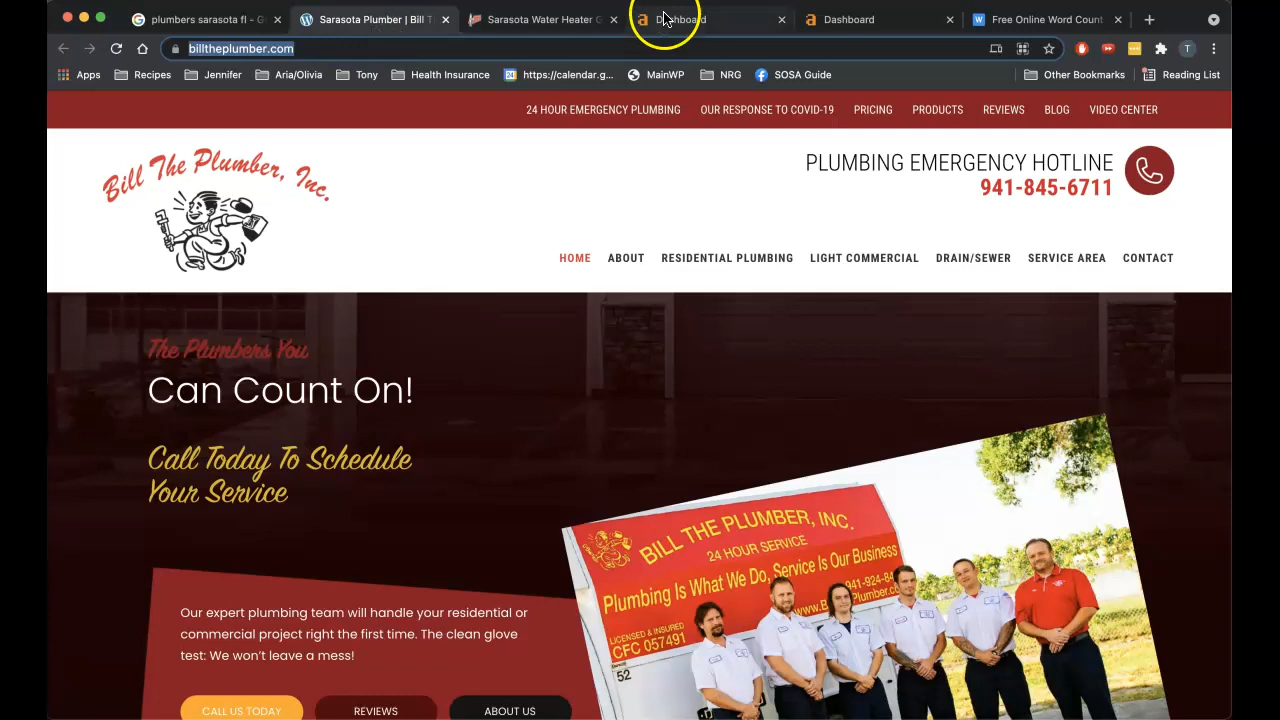 plumbers sarasota fl - G
Sarasota Plumber | Bill T
Sarasota Water Heater
Dashboard
Dashboard
Free Online Word Count
billtheplumber.com
T
Apps
Recipes
Jennifer
Aria/Olivia
Tony
Health Insurance
https://calendar.g...
MainWP
NRG
SOSA Guide
Other Bookmarks
Reading List
24 HOUR EMERGENCY PLUMBING OUR RESPONSE TO COVID-19 PRICING PRODUCTS REVIEWS BLOG VIDEO CENTER
Bill The Plumber, Inc.
PLUMBING EMERGENCY HOTLINE
941-845-6711
HOME ABOUT RESIDENTIAL PLUMBING LIGHT COMMERCIAL DRAIN/SEWER SERVICE AREA CONTACT
The Plumbers You
Can Count On!
Call Today To Schedule
Your Service
BILL THE PLUMBER, INC.
24 HOUR SERVICE
Plumbing Is What We Do, Service Is Our Business
941-924-84
www.B
Plumber.co
LICENSED & INSURED
CFC 057491
52
Our expert plumbing team will handle your residential or
commercial project right the first time. The clean glove
test: We won't leave a mess!
CALL US TODAY
REVIEWS
ABOUT US